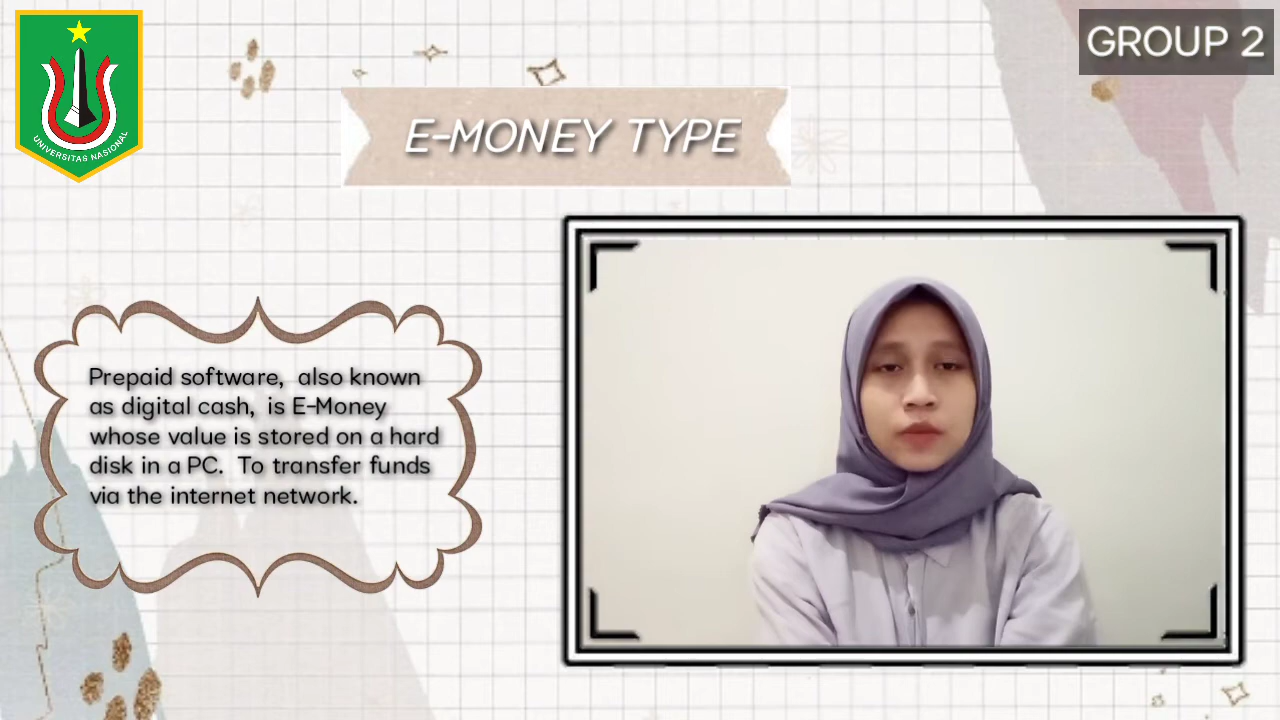 UNIVERSITAS NASIONAL
GROUP 2
E-MONEY TYPE
Prepaid software, also known
as digital cash, is E-Money
whose value is stored on a hard
disk in a PC. To transfer funds
via the internet network.